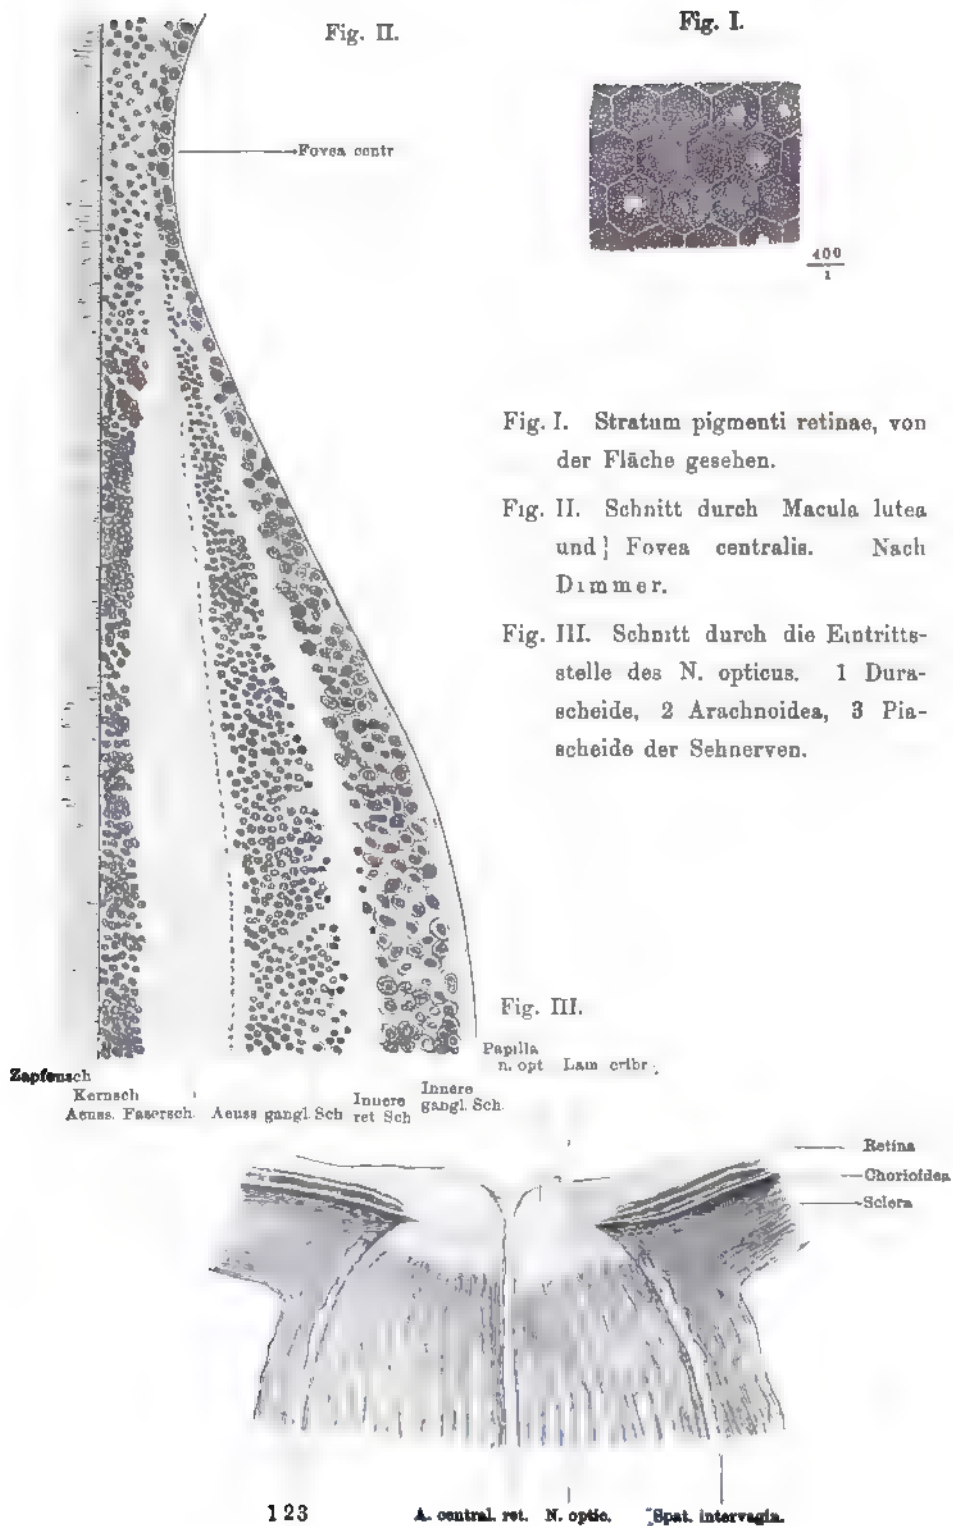 Fig. II.
Fig. I.
Fovea centr
400
1
Fig. I. Stratum pigmenti retinae, von
der Fläche gesehen.
Fig. II. Schnitt durch Macula lutea
und Fovea centralis. Nach
Dimmer.
Fig. III. Schnitt durch die Eintritts-
stelle des N. opticus. 1 Dura-
scheide, 2 Arachnoidea, 3 Pia-
scheide der Sehnerven.
Fig. III.
Papilla
n. opt Lam cribr.
Zapfensch
Kernsch
Aeuss. Fasersch.
Aeuss gangl. Sch
Innere
ret Sch
Innere
gangl. Sch.
Retina
Chorioidea
Sclera
1 2 3
A. central. ret. N. optic. Spat. intervagin.